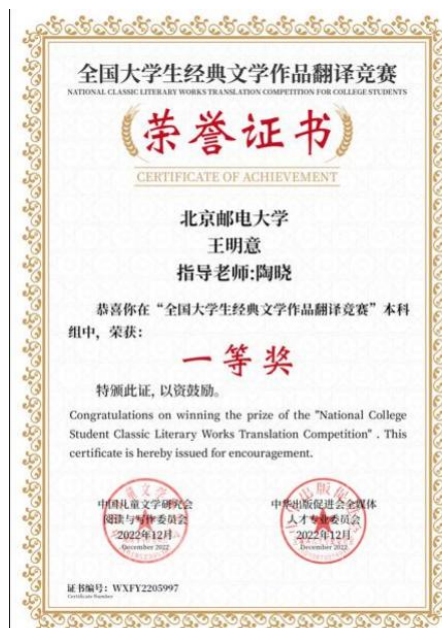 全国大学生经典文学作品翻译竞赛
NATIONAL CLASSIC LITERARY WORKS TRANSLATION COMPETITION FOR COLLEGE STUDENTS
荣誉证书
CERTIFICATE OF ACHIEVEMENT
北京邮电大学
王明意
指导老师:陶晓
恭喜你在“全国大学生经典文学作品翻译竞赛”本科
组中，荣获：
一等奖
特颁此证，以资鼓励。
Congratulations on winning the prize of the "National College
Student Classic Literary Works Translation Competition" . This
certificate is hereby issued for encouragement.
中国儿童文学研究会
阅读与写作委员会
2022年12月
December 2022
中华出版促进会全媒体
人才专业委员会
2022年12月
December 2022
证书编号：WXFY2205997
Certificate Number